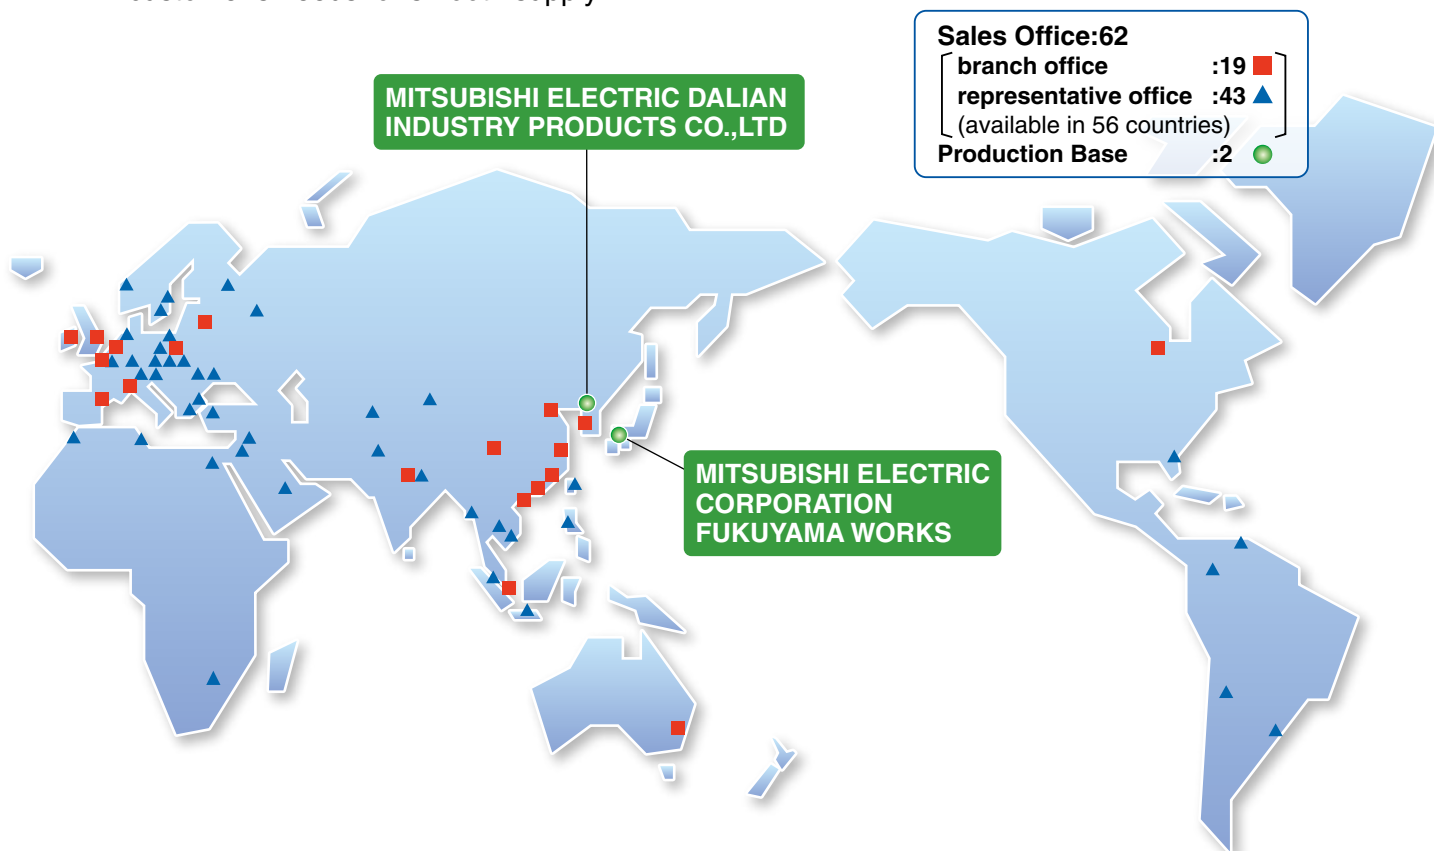 Sales Office:62
branch office :19
representative office :43
(available in 56 countries)
Production Base :2
MITSUBISHI ELECTRIC DALIAN
INDUSTRY PRODUCTS CO.,LTD
MITSUBISHI ELECTRIC
CORPORATION
FUKUYAMA WORKS